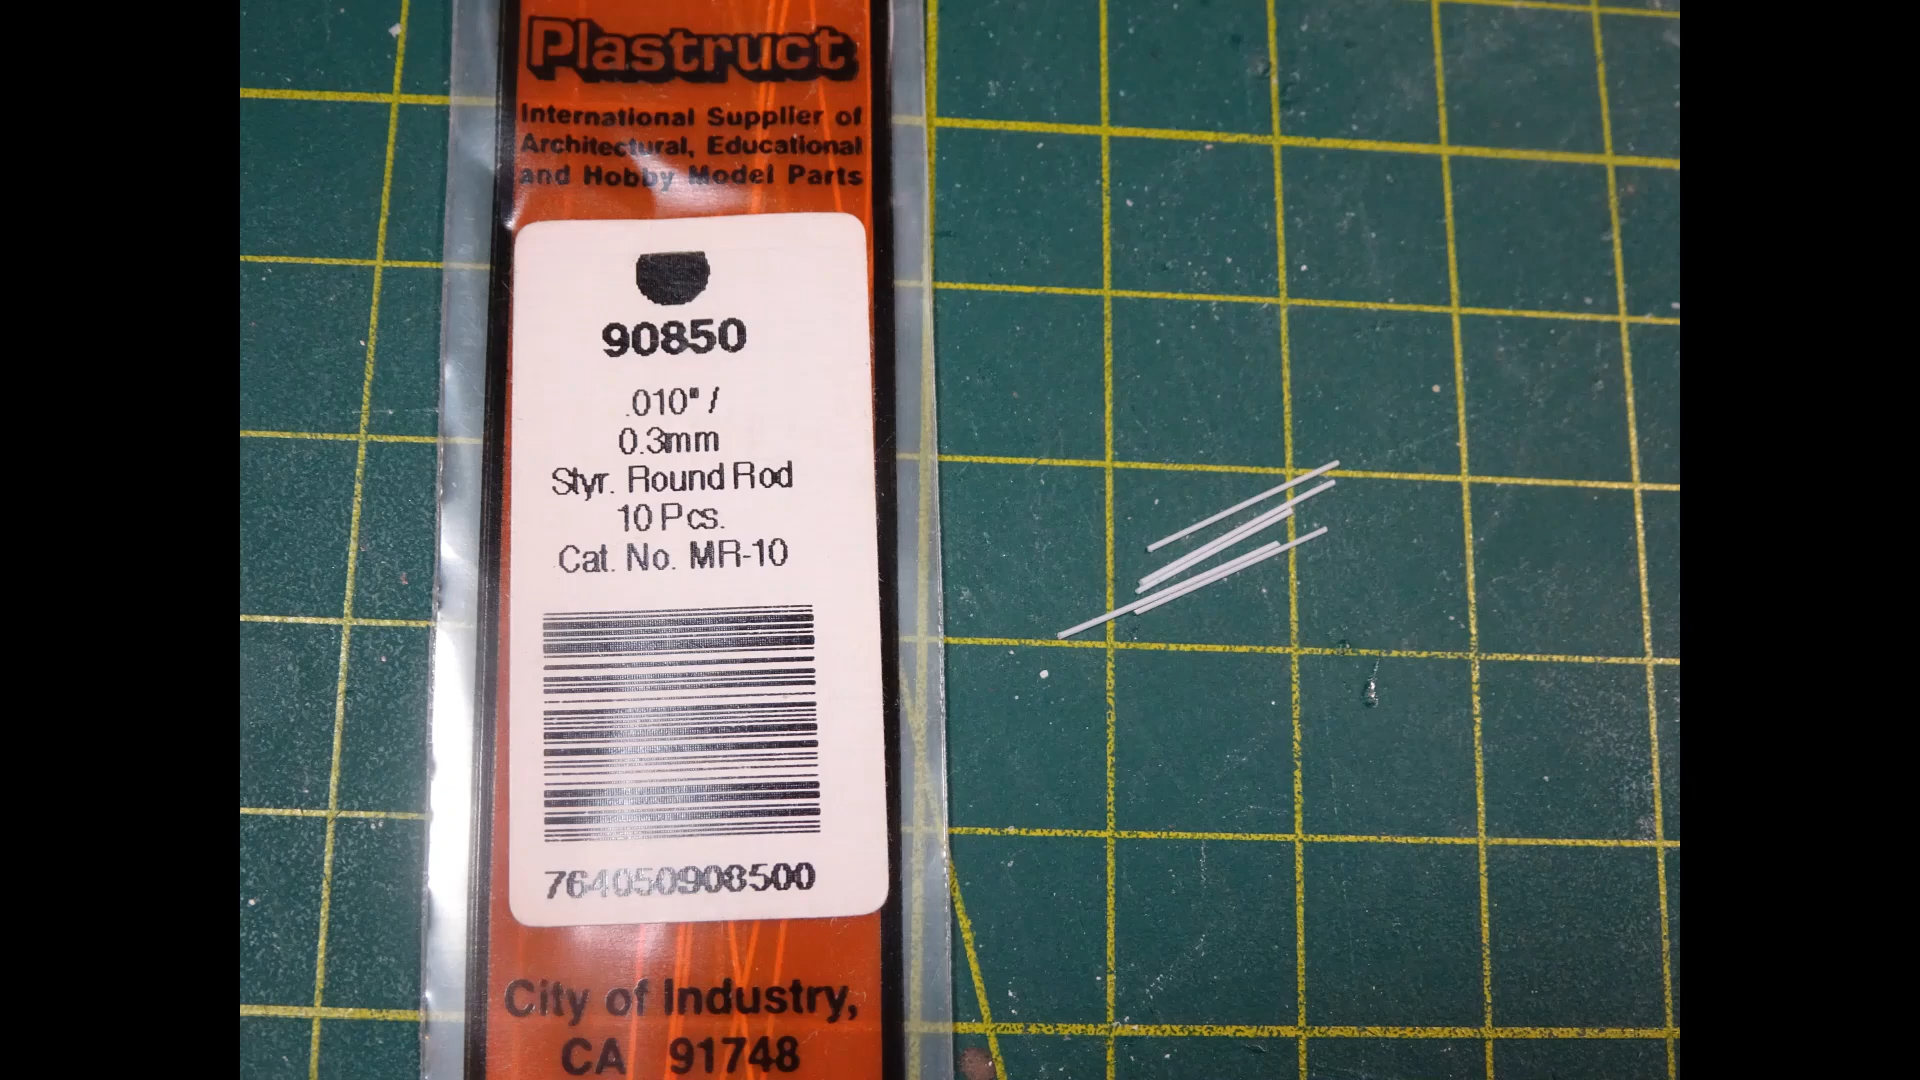 Plastruct
International Supplier of
Architectural, Educational
and Hobby Model Parts
90850
.010" /
0.3mm
Styr. Round Rod
10 Pcs.
Cat. No. MR-10
764050908500
City of Industry,
CA 91748